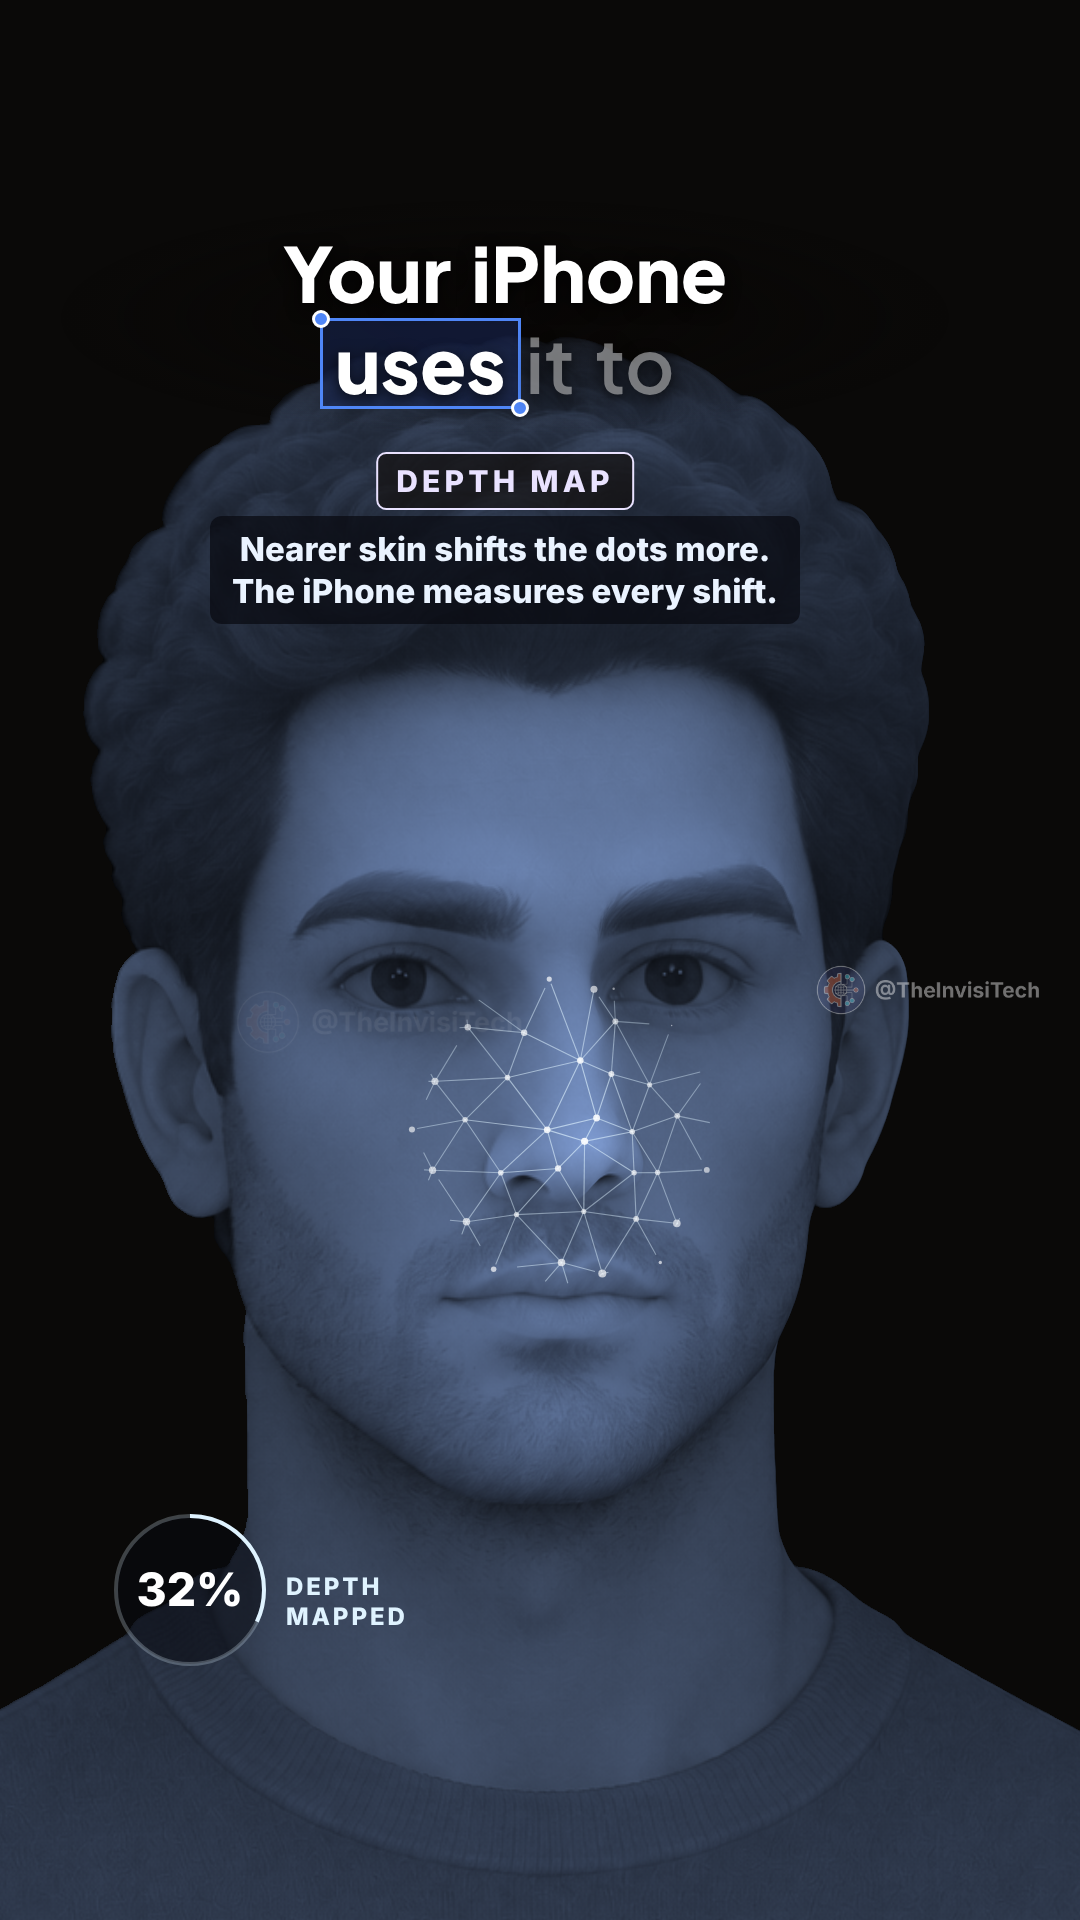 Your iPhone
uses it to
DEPTH MAP
Nearer skin shifts the dots more.
The iPhone measures every shift.
@TheInvisiTech
@TheInvisiTech
32%
DEPTH
MAPPED